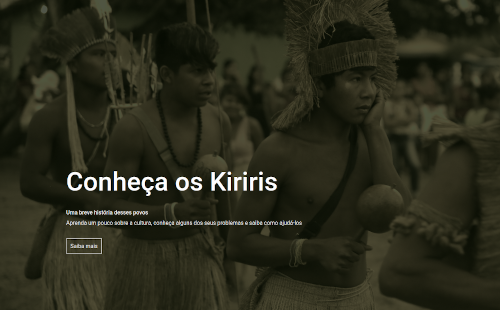 Conheça os Kiriris
Uma breve história desses povos
Aprenda um pouco sobre a cultura, conheça alguns dos seus problemas e saiba como ajudá-los
Saiba mais